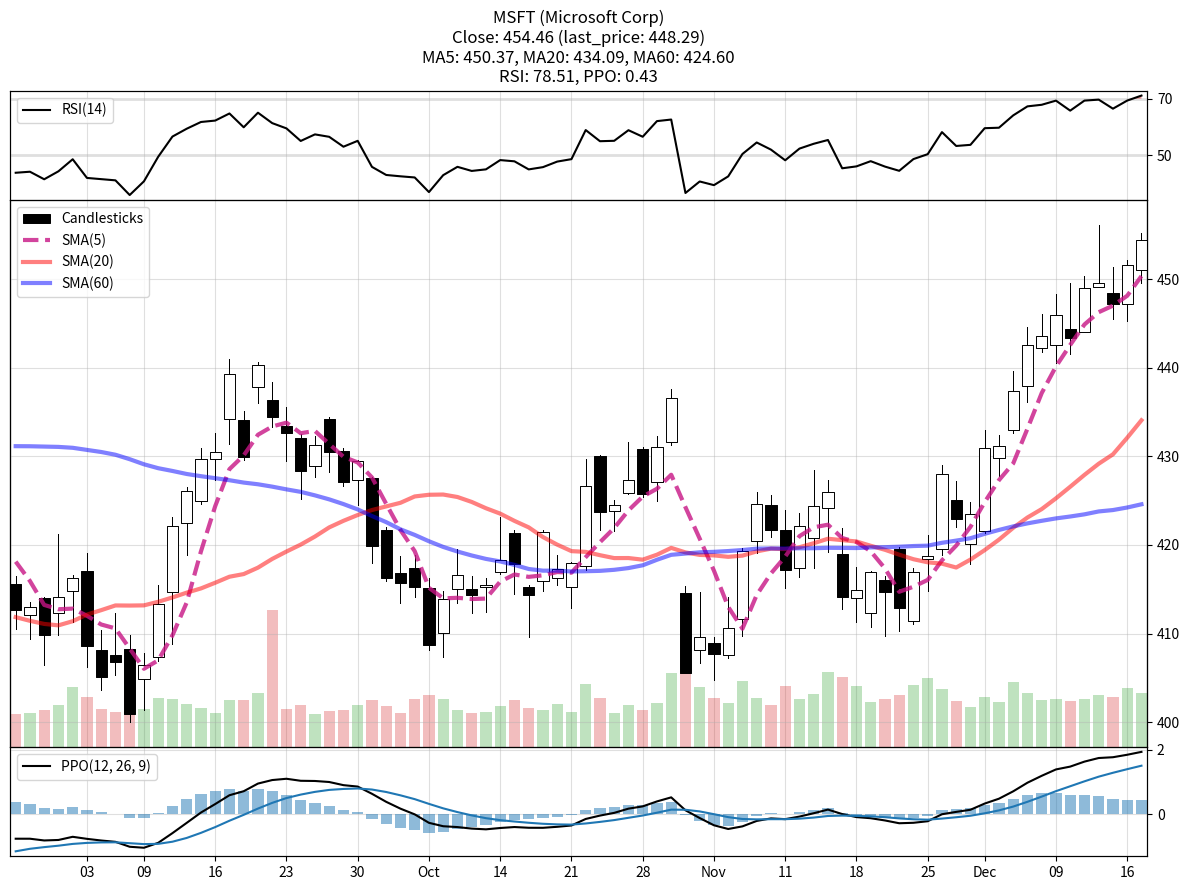 MSFT (Microsoft Corp)
Close: 454.46 (last_price: 448.29)
MA5: 450.37, MA20: 434.09, MA60: 424.60
RSI: 78.51, PPO: 0.43
RSI(14)
70
50
Candlesticks
SMA(5)
SMA(20)
SMA(60)
450
440
430
420
410
400
PPO(12, 26, 9)
2
0
03 09 16 23 30 Oct 14 21 28 Nov 11 18 25 Dec 09 16